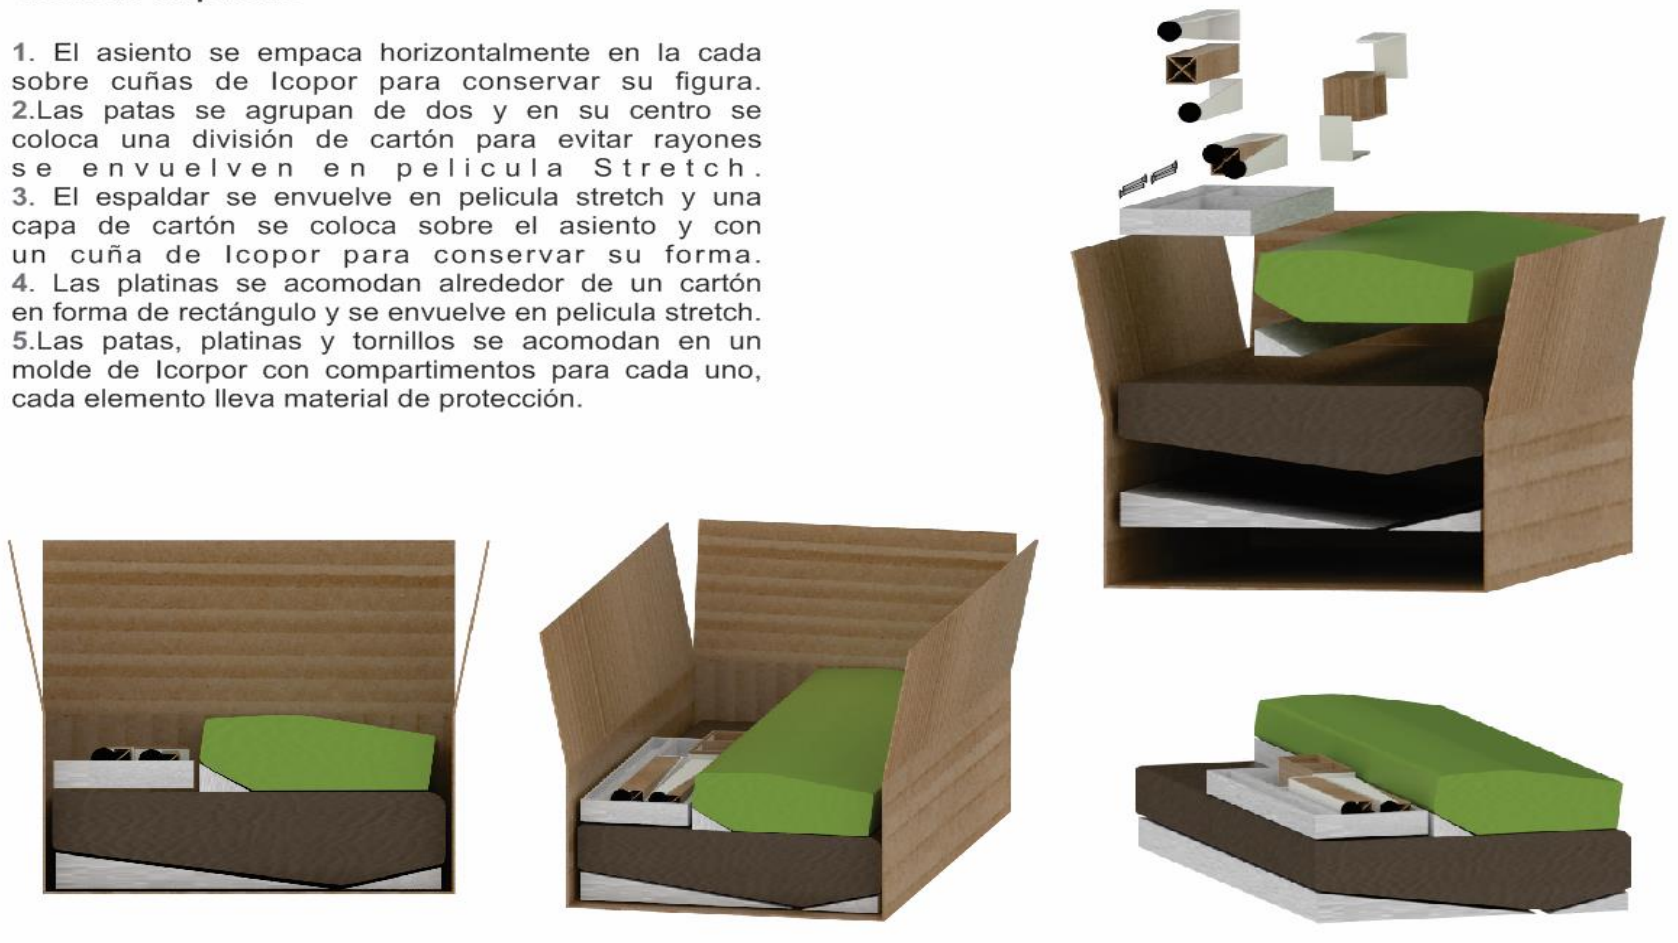 1. El asiento se empaca horizontalmente en la cada
sobre cuñas de Icopor para conservar su figura.
2.Las patas se agrupan de dos y en su centro se
coloca una división de cartón para evitar rayones
se envuelven en pelicula Stretch.
3. El espaldar se envuelve en pelicula stretch y una
capa de cartón se coloca sobre el asiento y con
un cuña de Icopor para conservar su forma.
4. Las platinas se acomodan alrededor de un cartón
en forma de rectángulo y se envuelve en pelicula stretch.
5.Las patas, platinas y tornillos se acomodan en un
molde de Icorpor con compartimentos para cada uno,
cada elemento lleva material de protección.